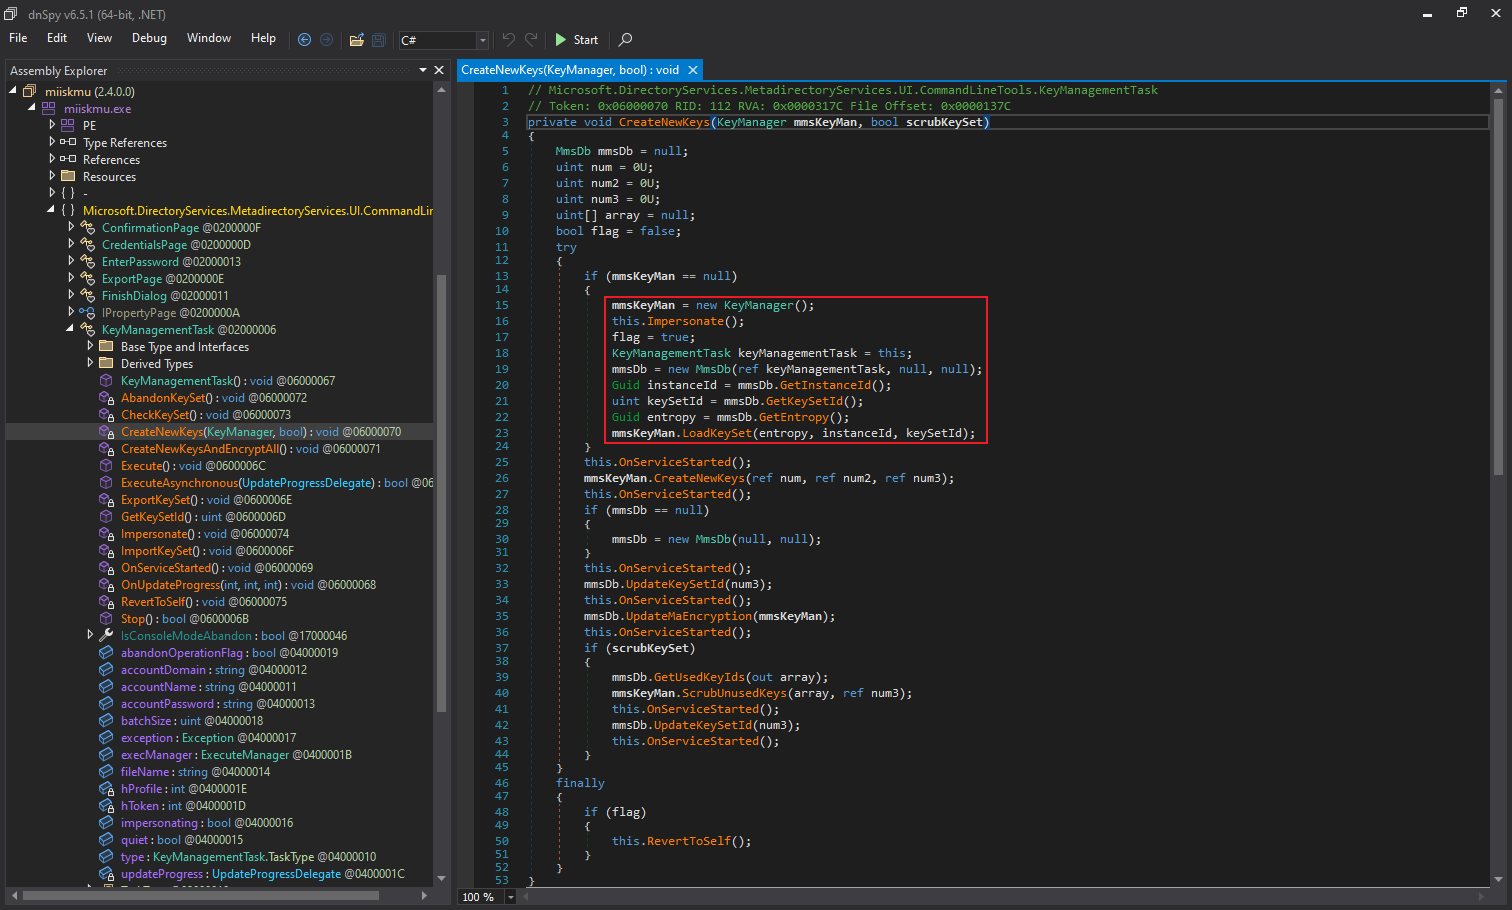 dnSpy v6.5.1 (64-bit, .NET)
File Edit View Debug Window Help C# Start
Assembly Explorer
miiskmu (2.4.0.0)
miiskmu.exe
PE
Type References
References
Resources
{ } -
{ } Microsoft.DirectoryServices.MetadirectoryServices.UI.CommandLin
ConfirmationPage @0200000F
CredentialsPage @0200000D
EnterPassword @02000013
ExportPage @0200000E
FinishDialog @02000011
IPropertyPage @0200000A
KeyManagementTask @02000006
Base Type and Interfaces
Derived Types
KeyManagementTask() : void @06000067
AbandonKeySet() : void @06000072
CheckKeySet() : void @06000073
CreateNewKeys(KeyManager, bool) : void @06000070
CreateNewKeysAndEncryptAll() : void @06000071
Execute() : void @0600006C
ExecuteAsynchronous(UpdateProgressDelegate) : bool @06
ExportKeySet() : void @0600006E
GetKeySetId() : uint @0600006D
Impersonate() : void @06000074
ImportKeySet() : void @0600006F
OnServiceStarted() : void @06000069
OnUpdateProgress(int, int, int) : void @06000068
RevertToSelf() : void @06000075
Stop() : bool @0600006B
IsConsoleModeAbandon : bool @17000046
abandonOperationFlag : bool @04000019
accountDomain : string @04000012
accountName : string @04000011
accountPassword : string @04000013
batchSize : uint @04000018
exception : Exception @04000017
execManager : ExecuteManager @0400001B
fileName : string @04000014
hProfile : int @0400001E
hToken : int @0400001D
impersonating : bool @04000016
quiet : bool @04000015
type : KeyManagementTask.TaskType @04000010
updateProgress : UpdateProgressDelegate @0400001C
CreateNewKeys(KeyManager, bool) : void
1 // Microsoft.DirectoryServices.MetadirectoryServices.UI.CommandLineTools.KeyManagementTask
2 // Token: 0x06000070 RID: 112 RVA: 0x0000317C File Offset: 0x0000137C
3 private void CreateNewKeys(KeyManager mmsKeyMan, bool scrubKeySet)
4 {
5 MmsDb mmsDb = null;
6 uint num = 0U;
7 uint num2 = 0U;
8 uint num3 = 0U;
9 uint[] array = null;
10 bool flag = false;
11 try
12 {
13 if (mmsKeyMan == null)
14 {
15 mmsKeyMan = new KeyManager();
16 this.Impersonate();
17 flag = true;
18 KeyManagementTask keyManagementTask = this;
19 mmsDb = new MmsDb(ref keyManagementTask, null, null);
20 Guid instanceId = mmsDb.GetInstanceId();
21 uint keySetId = mmsDb.GetKeySetId();
22 Guid entropy = mmsDb.GetEntropy();
23 mmsKeyMan.LoadKeySet(entropy, instanceId, keySetId);
24 }
25 this.OnServiceStarted();
26 mmsKeyMan.CreateNewKeys(ref num, ref num2, ref num3);
27 this.OnServiceStarted();
28 if (mmsDb == null)
29 {
30 mmsDb = new MmsDb(null, null);
31 }
32 this.OnServiceStarted();
33 mmsDb.UpdateKeySetId(num3);
34 this.OnServiceStarted();
35 mmsDb.UpdateMaEncryption(mmsKeyMan);
36 this.OnServiceStarted();
37 if (scrubKeySet)
38 {
39 mmsDb.GetUsedKeyIds(out array);
40 mmsKeyMan.ScrubUnusedKeys(array, ref num3);
41 this.OnServiceStarted();
42 mmsDb.UpdateKeySetId(num3);
43 this.OnServiceStarted();
44 }
45 }
46 finally
47 {
48 if (flag)
49 {
50 this.RevertToSelf();
51 }
52 }
53 }
100 %